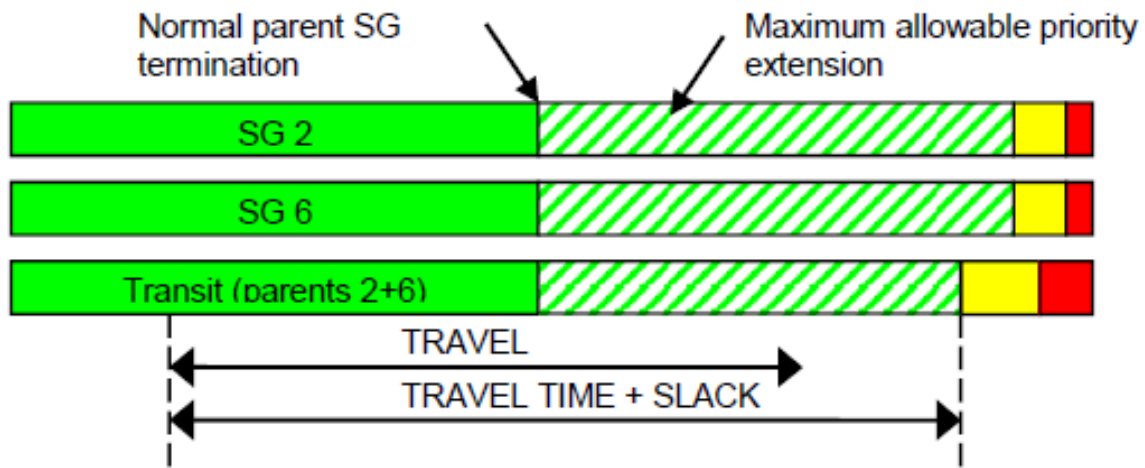 Normal parent SG
termination
Maximum allowable priority
extension
SG 2
SG 6
Transit (parents 2+6)
TRAVEL
TRAVEL TIME + SLACK